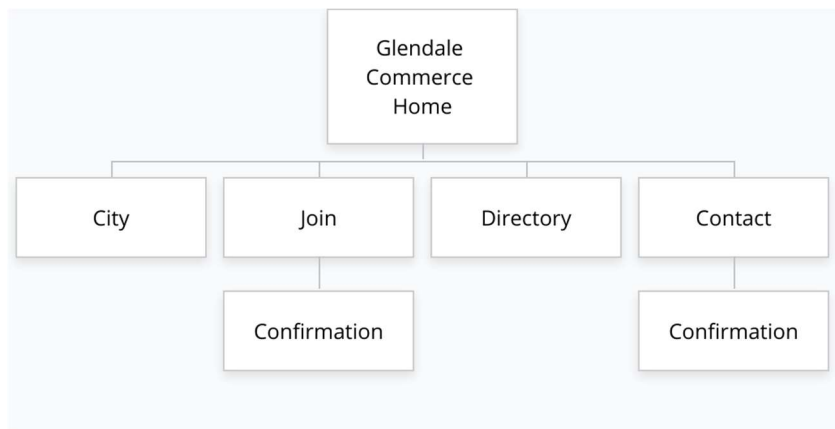 Glendale
Commerce
Home
City
Join
Directory
Contact
Confirmation
Confirmation